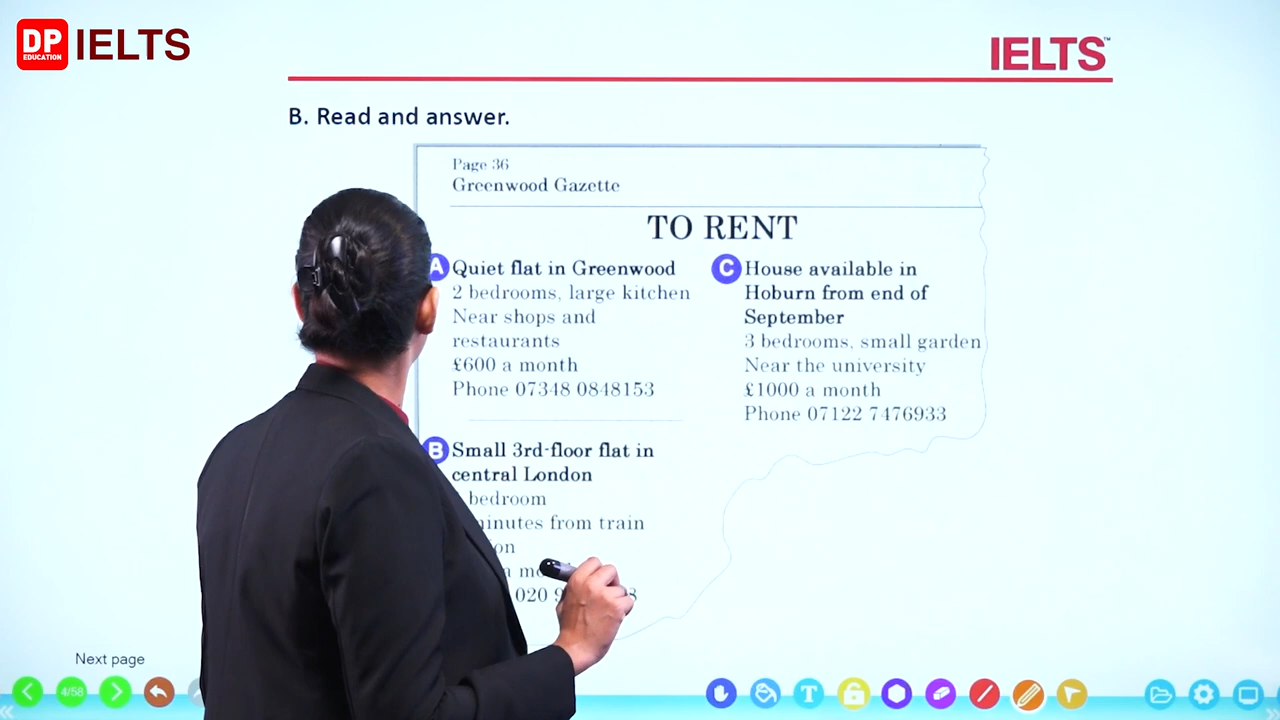 DP
EDUCATION
IELTS
IELTS™
B. Read and answer.
Page 36
Greenwood Gazette
TO RENT
A Quiet flat in Greenwood
2 bedrooms, large kitchen
Near shops and
restaurants
£600 a month
Phone 07348 0848153
B Small 3rd-floor flat in
central London
bedroom
from train
a
020
C House available in
Hoburn from end of
September
3 bedrooms, small garden
Near the university
£1000 a month
Phone 07122 7476933
Next page
4/58
T